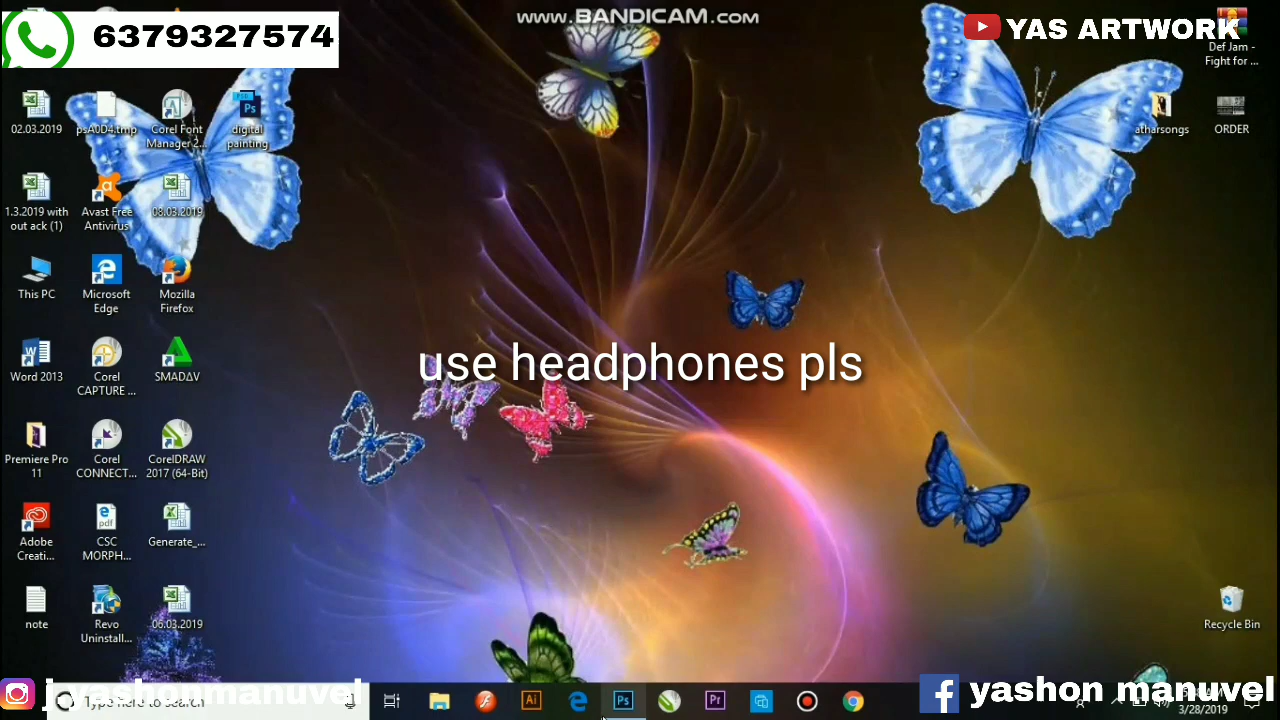 www.BANDICAM.com
6379327574
YAS ARTWORK
Def Jam -
Fight for ...
02.03.2019
psA0D4.tmp
Corel Font
Manager 2...
digital
painting
atharsongs
ORDER
1.3.2019 with
out ack (1)
Avast Free
Antivirus
08.03.2019
This PC
Microsoft
Edge
Mozilla
Firefox
use headphones pls
Word 2013
Corel
CAPTURE ...
SMADΔV
Premiere Pro
11
Corel
CONNECT...
CorelDRAW
2017 (64-Bit)
Adobe
Creati...
CSC
MORPH...
Generate_...
note
Revo
Uninstall...
06.03.2019
Recycle Bin
yashon manuvel
Type here to search
3/28/2019